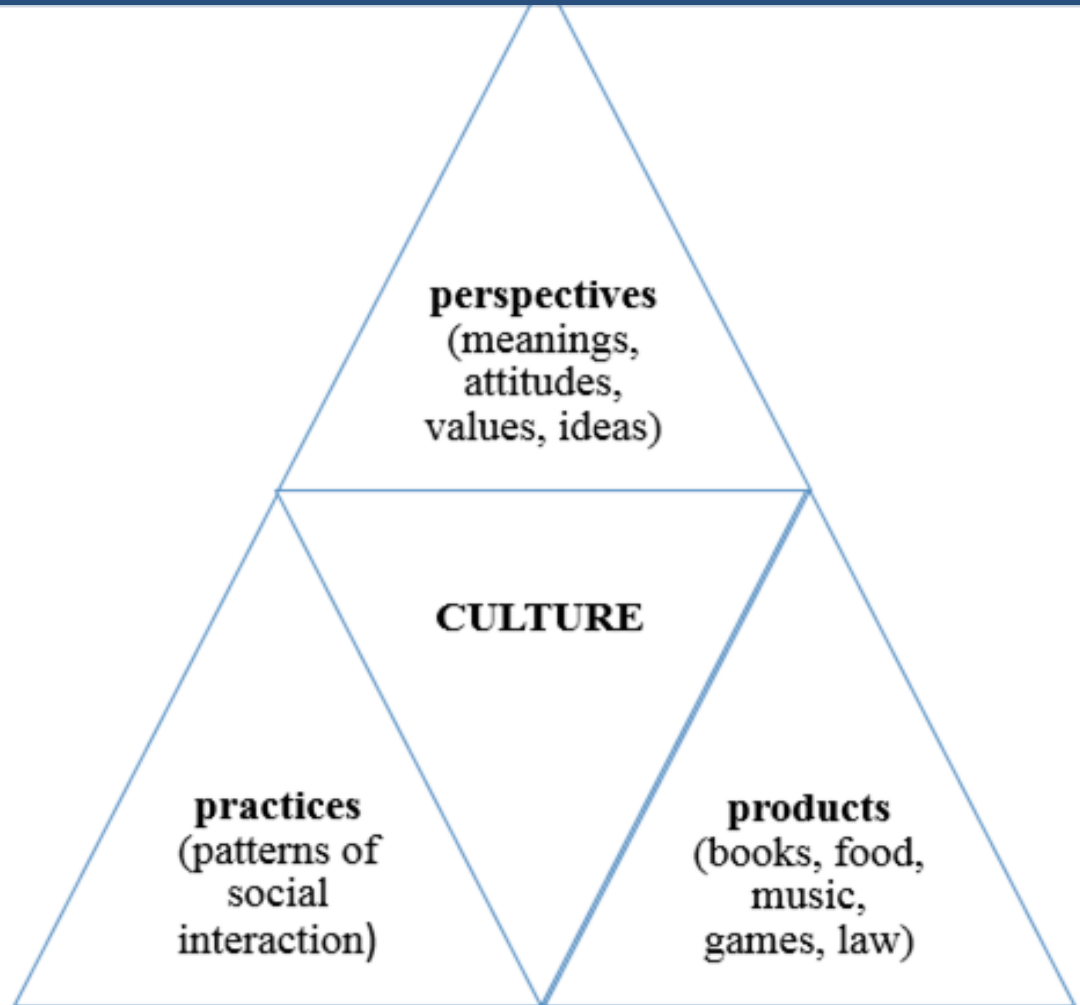 perspectives
(meanings,
attitudes,
values, ideas)
CULTURE
practices
(patterns of
social
interaction)
products
(books, food,
music,
games, law)